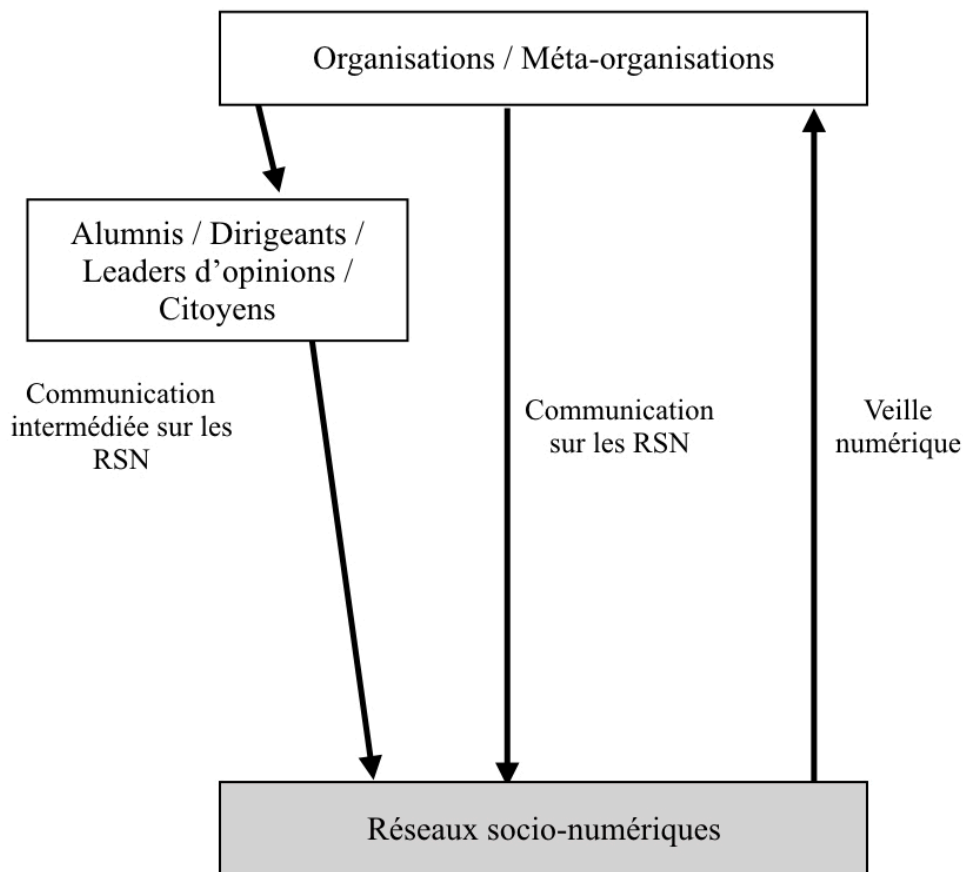 Organisations / Méta-organisations
Alumnis / Dirigeants /
Leaders d’opinions /
Citoyens
Communication
intermédiée sur les
RSN
Communication
sur les RSN
Veille
numérique
Réseaux socio-numériques